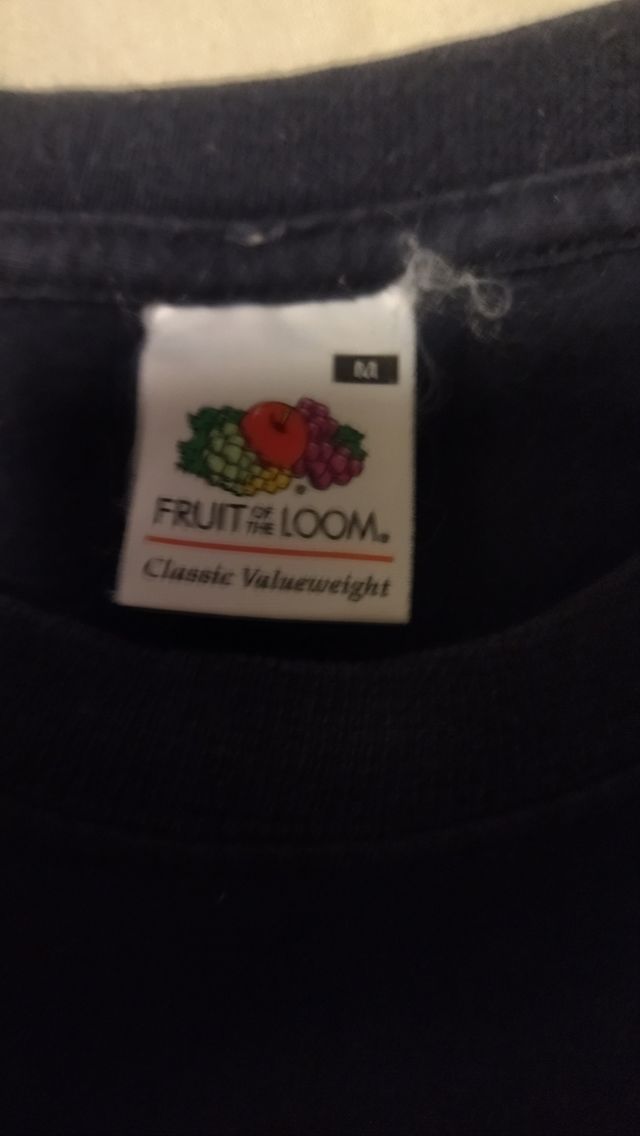 M
FRUIT OF THE LOOM®
Classic Valueweight